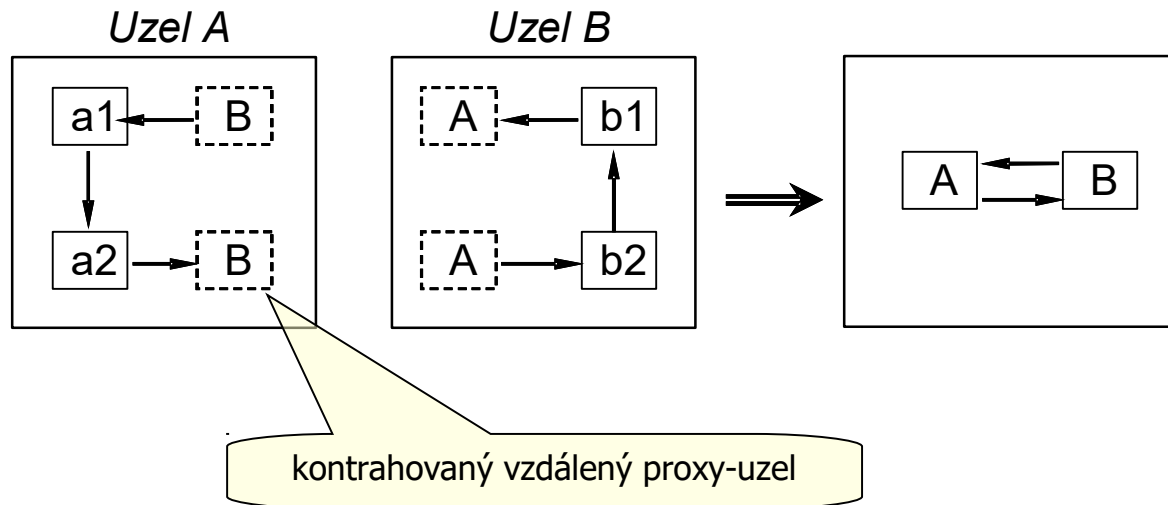 Uzel A
Uzel B
a1
B
A
b1
A
B
a2
B
A
b2
kontrahovaný vzdálený proxy-uzel